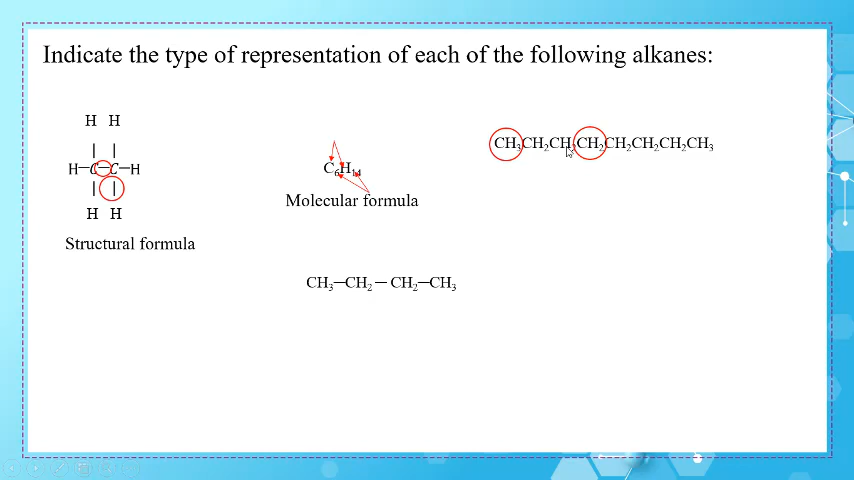 Indicate the type of representation of each of the following alkanes:
H H
H—C—C—H
H H
Structural formula
C₆H₁₄
Molecular formula
CH₃CH₂CH₂CH₂CH₂CH₂CH₂CH₃
CH₃—CH₂—CH₂—CH₃